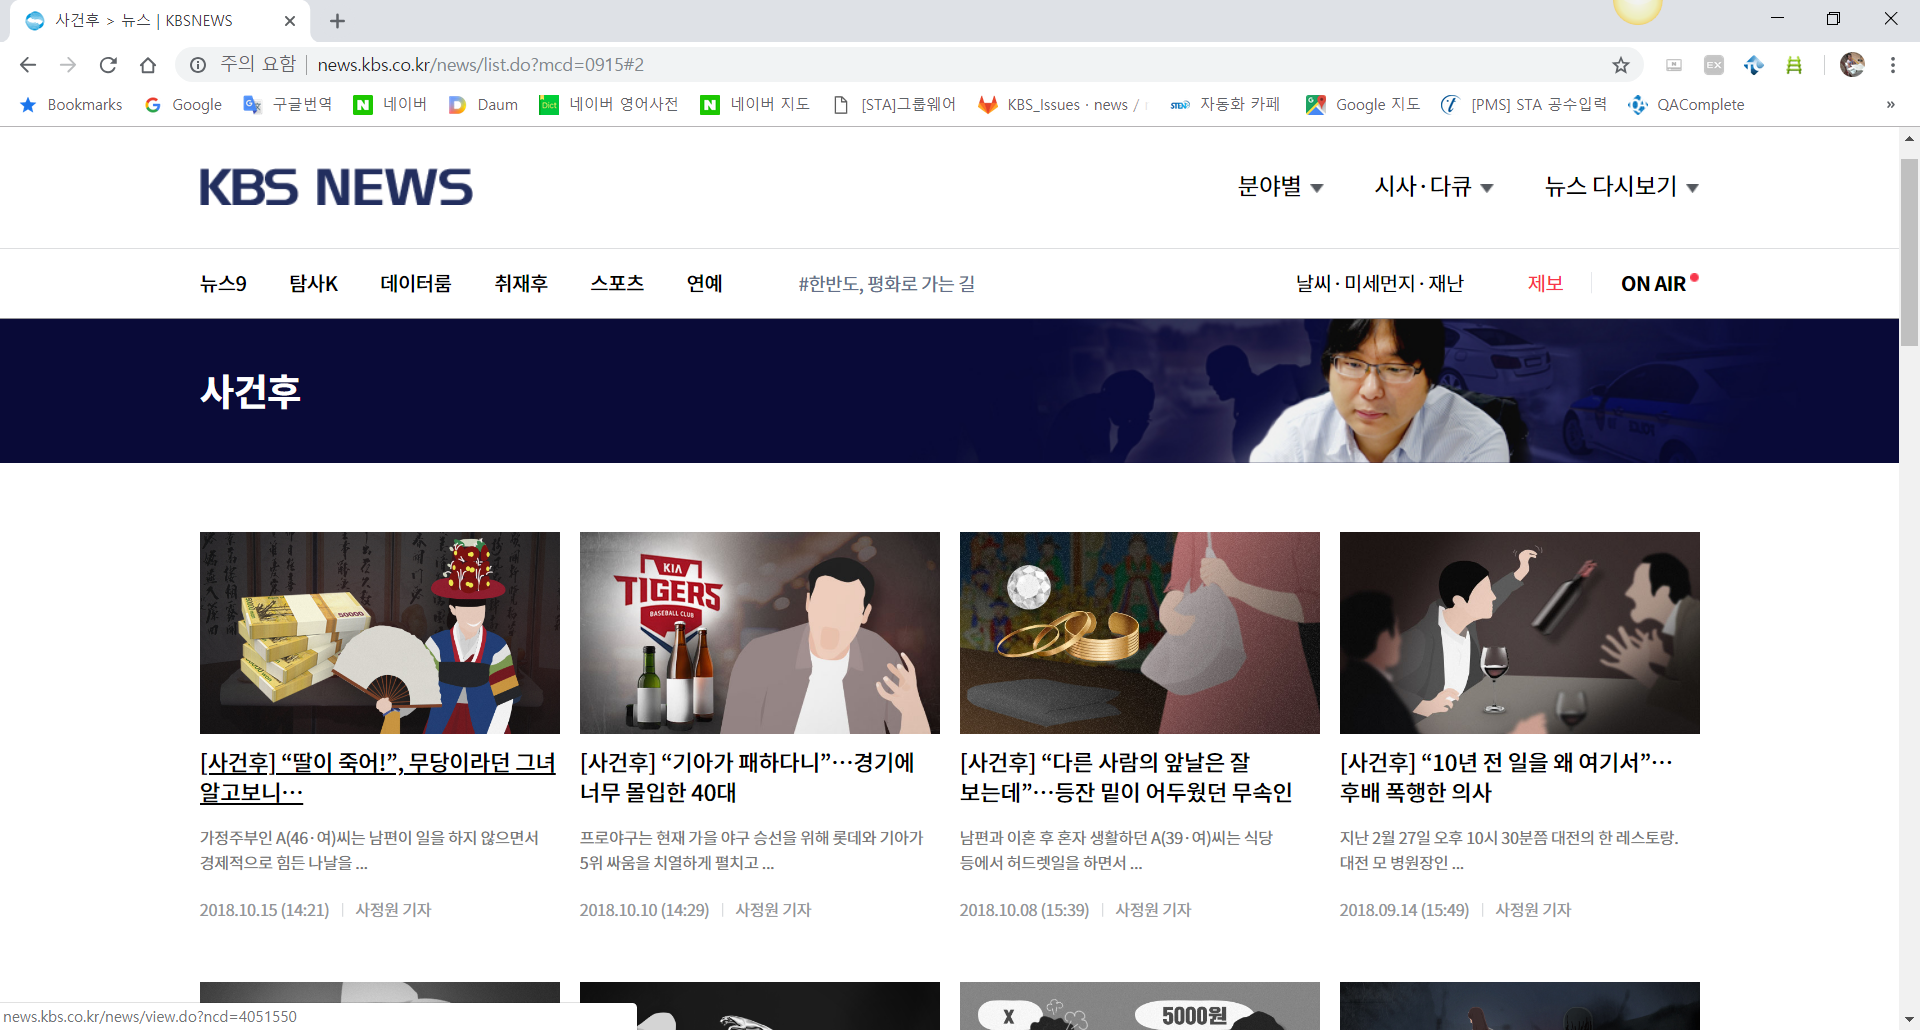 사건후 > 뉴스 | KBSNEWS
주의 요함 | news.kbs.co.kr/news/list.do?mcd=0915#2
EX
Bookmarks Google 구글번역 네이버 Daum 네이버 영어사전 네이버 지도 [STA]그룹웨어 KBS_Issues · news / 자동화 카페 Google 지도 [PMS] STA 공수입력 QAComplete »
KBS NEWS
분야별 시사·다큐 뉴스 다시보기
뉴스9 탐사K 데이터룸 취재후 스포츠 연예 #한반도, 평화로 가는 길 날씨·미세먼지·재난 제보 ON AIR
사건후
50000
KIA
TIGERS
BASEBALL CLUB
[사건후] “딸이 죽어!”, 무당이라던 그녀
알고보니…
가정주부인 A(46·여)씨는 남편이 일을 하지 않으면서
경제적으로 힘든 나날을 ...
2018.10.15 (14:21) | 사정원 기자
[사건후] “기아가 패하다니”…경기에
너무 몰입한 40대
프로야구는 현재 가을 야구 승선을 위해 롯데와 기아가
5위 싸움을 치열하게 펼치고 ...
2018.10.10 (14:29) | 사정원 기자
[사건후] “다른 사람의 앞날은 잘
보는데”…등잔 밑이 어두웠던 무속인
남편과 이혼 후 혼자 생활하던 A(39·여)씨는 식당
등에서 허드렛일을 하면서 ...
2018.10.08 (15:39) | 사정원 기자
[사건후] “10년 전 일을 왜 여기서”…
후배 폭행한 의사
지난 2월 27일 오후 10시 30분쯤 대전의 한 레스토랑.
대전 모 병원장인 ...
2018.09.14 (15:49) | 사정원 기자
X
5000원
news.kbs.co.kr/news/view.do?ncd=4051550